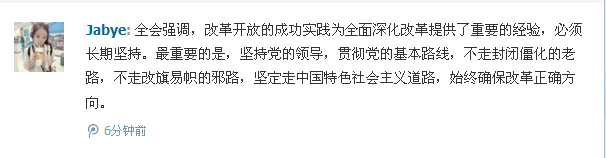 Jabye: 全会强调，改革开放的成功实践为全面深化改革提供了重要的经验，必须
长期坚持。最重要的是，坚持党的领导，贯彻党的基本路线，不走封闭僵化的老
路，不走改旗易帜的邪路，坚定走中国特色社会主义道路，始终确保改革正确方
向。
6分钟前